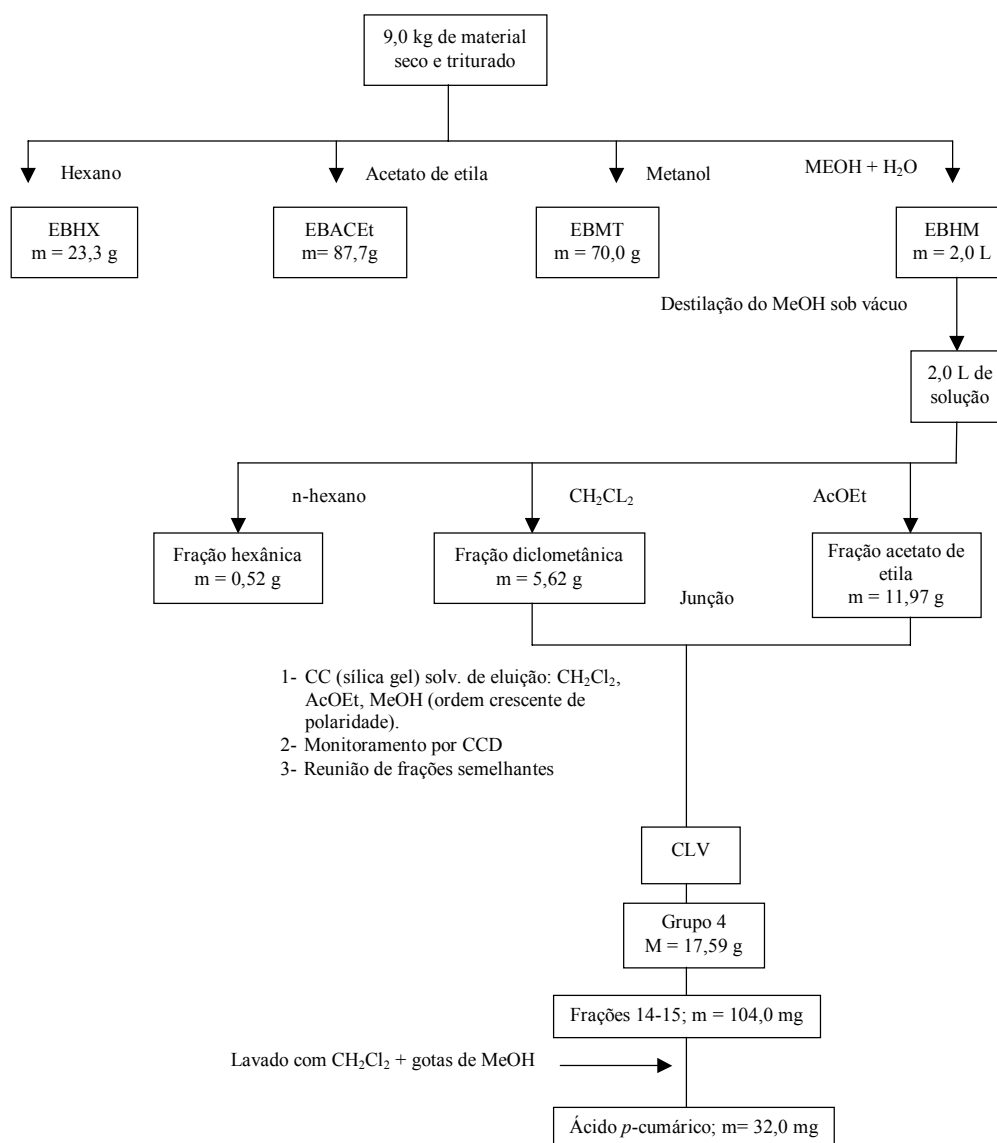 9,0 kg de material
seco e triturado
Hexano
Acetato de etila
Metanol
MEOH + H₂O
EBHX
m = 23,3 g
EBACEt
m= 87,7g
EBMT
m = 70,0 g
EBHM
m = 2,0 L
Destilação do MeOH sob vácuo
2,0 L de
solução
n-hexano
CH₂CL₂
AcOEt
Fração hexânica
m = 0,52 g
Fração diclometânica
m = 5,62 g
Fração acetato de
etila
m = 11,97 g
Junção
1- CC (sílica gel) solv. de eluição: CH₂Cl₂,
AcOEt, MeOH (ordem crescente de
polaridade).
2- Monitoramento por CCD
3- Reunião de frações semelhantes
CLV
Grupo 4
M = 17,59 g
Frações 14-15; m = 104,0 mg
Lavado com CH₂Cl₂ + gotas de MeOH
Ácido p-cumárico; m= 32,0 mg